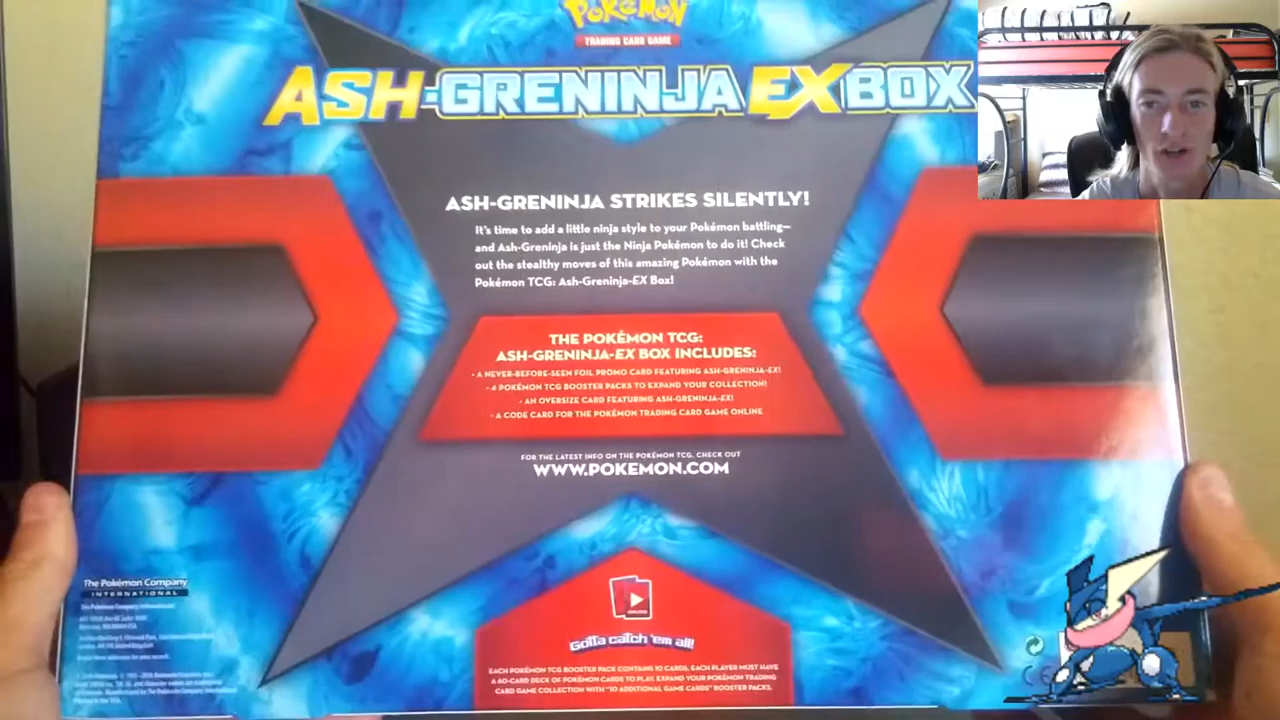 POKéMON
TRADING CARD GAME
ASH-GRENINJA EX BOX
ASH-GRENINJA STRIKES SILENTLY!
It's time to add a little ninja style to your Pokémon battling—
and Ash-Greninja is just the Ninja Pokémon to do it! Check
out the stealthy moves of this amazing Pokémon with the
Pokémon TCG: Ash-Greninja-EX Box!
THE POKÉMON TCG:
ASH-GRENINJA-EX BOX INCLUDES:
• A NEVER-BEFORE-SEEN FOIL PROMO CARD FEATURING ASH-GRENINJA-EX!
• 4 POKÉMON TCG BOOSTER PACKS TO EXPAND YOUR COLLECTION!
• AN OVERSIZE CARD FEATURING ASH-GRENINJA-EX!
• A CODE CARD FOR THE POKÉMON TRADING CARD GAME ONLINE
FOR THE LATEST INFO ON THE POKÉMON TCG, CHECK OUT
WWW.POKEMON.COM
The Pokémon Company
INTERNATIONAL
The Pokémon Company International
Gotta catch 'em all!
EACH POKÉMON TCG BOOSTER PACK CONTAINS 10 CARDS. EACH PLAYER MUST HAVE
A 60-CARD DECK OF POKÉMON CARDS TO PLAY. EXPAND YOUR POKÉMON TRADING
CARD GAME COLLECTION WITH "10 ADDITIONAL GAME CARDS" BOOSTER PACKS.